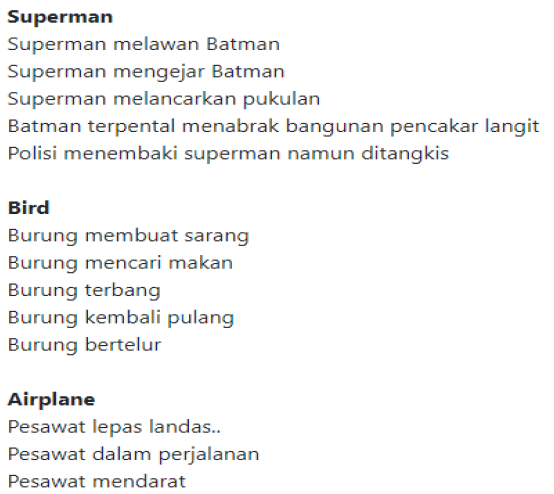 Superman
Superman melawan Batman
Superman mengejar Batman
Superman melancarkan pukulan
Batman terpental menabrak bangunan pencakar langit
Polisi menembaki superman namun ditangkis
Bird
Burung membuat sarang
Burung mencari makan
Burung terbang
Burung kembali pulang
Burung bertelur
Airplane
Pesawat lepas landas..
Pesawat dalam perjalanan
Pesawat mendarat